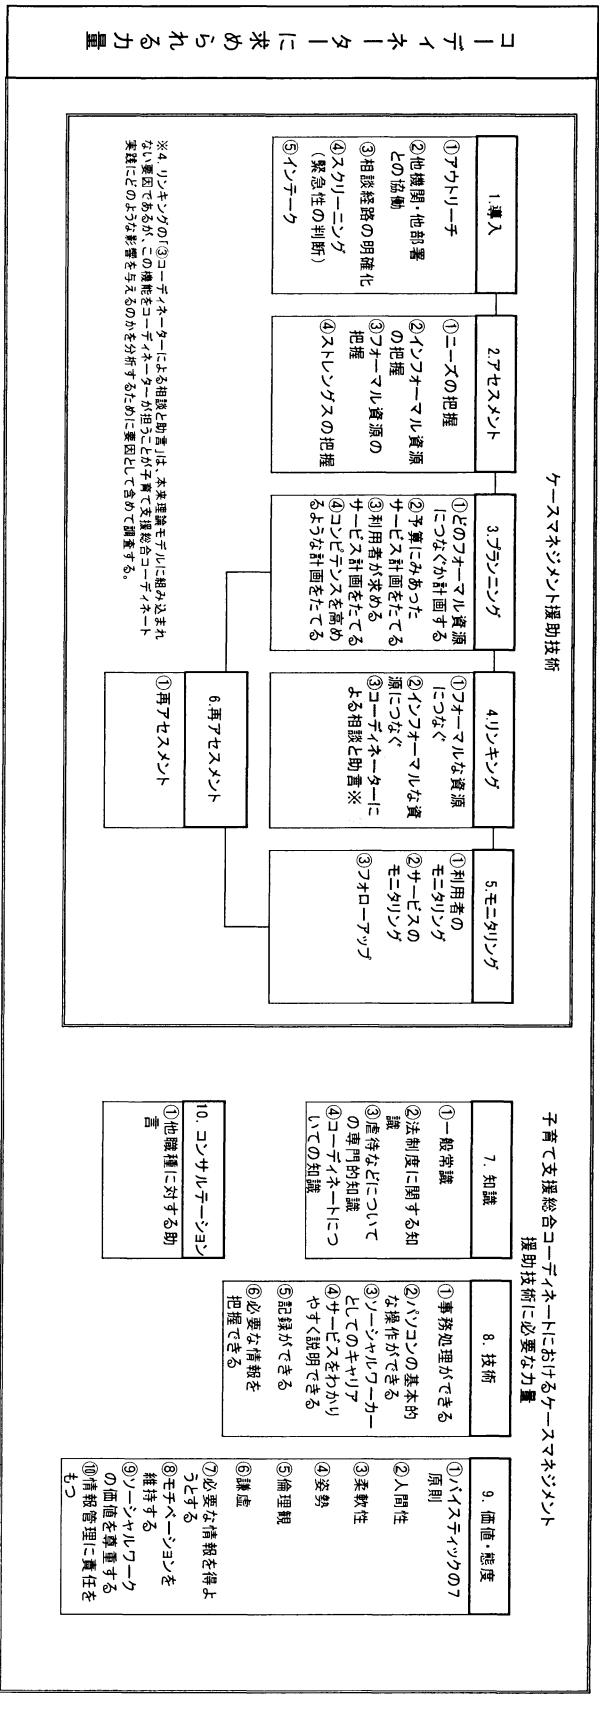 コーディネーターに求められる力量
ケースマネジメント援助技術
1.導入
①アウトリーチ
②他機関・他部署
との協働
③相談経路の明確化
④スクリーニング
（緊急性の判断）
⑤インテーク
2.アセスメント
①ニーズの把握
②インフォーマル資源
の把握
③フォーマル資源の
把握
④ストレングスの把握
3.プランニング
①どのフォーマル資源
につなぐか計画する
②予算にみあった
サービス計画をたてる
③利用者が求める
サービス計画をたてる
④コンピテンスを高め
るような計画をたてる
4.リンキング
①フォーマルな資源
につなぐ
②インフォーマルな資
源につなぐ
③コーディネーターに
よる相談と助言※
5.モニタリング
①利用者の
モニタリング
②サービスの
モニタリング
③フォローアップ
6.再アセスメント
①再アセスメント
※4．リンキングの「③コーディネーターによる相談と助言」は、本来理論モデルに組み込まれ
ない要因であるが、この機能をコーディネーターが担うことが子育て支援総合コーディネート
実践にどのような影響を与えるのかを分析するために要因として含めて調査する。
子育て支援総合コーディネートにおけるケースマネジメント
援助技術に必要な力量
7．知識
①一般常識
②法制度に関する知
識
③虐待などについて
の専門的知識
④コーディネートにつ
いての知識
8．技術
①事務処理ができる
②パソコンの基本的
な操作ができる
③ソーシャルワーカー
としてのキャリア
④サービスをわかり
やすく説明できる
⑤記録ができる
⑥必要な情報を
把握できる
9．価値・態度
①バイスティックの7
原則
②人間性
③柔軟性
④姿勢
⑤倫理観
⑥謙虚
⑦必要な情報を得よ
うとする
⑧モチベーションを
維持する
⑨ソーシャルワーク
の価値を尊重する
⑩情報管理に責任を
もつ
10．コンサルテーション
①他職種に対する助
言